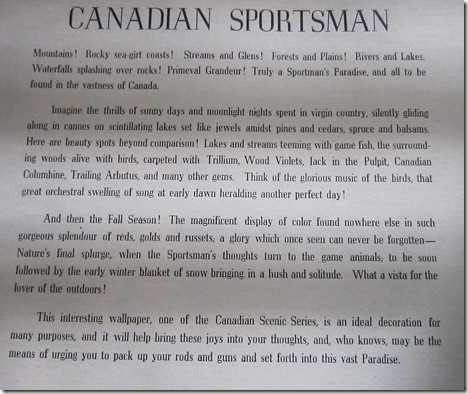 CANADIAN SPORTSMAN
Mountains! Rocky sea-girt coasts! Streams and Glens! Forests and Plains! Rivers and Lakes.
Waterfalls splashing over rocks! Primeval Grandeur! Truly a Sportman's Paradise, and all to be
found in the vastness of Canada.
Imagine the thrills of sunny days and moonlight nights spent in virgin country, silently gliding
along in canoes on scintillating lakes set like jewels amidst pines and cedars, spruce and balsams.
Here are beauty spots beyond comparison! Lakes and streams teeming with game fish, the surround-
ing woods alive with birds, carpeted with Trillium, Wood Violets, Jack in the Pulpit, Canadian
Columbine, Trailing Arbutus, and many other gems. Think of the glorious music of the birds, that
great orchestral swelling of song at early dawn heralding another perfect day!
And then the Fall Season! The magnificent display of color found nowhere else in such
gorgeous splendour of reds, golds and russets; a glory which once seen can never be forgotten—
Nature's final splurge, when the Sportsman's thoughts turn to the game animals; to be soon
followed by the early winter blanket of snow bringing in a hush and solitude. What a vista for the
lover of the outdoors!
This interesting wallpaper, one of the Canadian Scenic Series, is an ideal decoration for
many purposes, and it will help bring these joys into your thoughts, and, who knows, may be the
means of urging you to pack up your rods and guns and set forth into this vast Paradise.